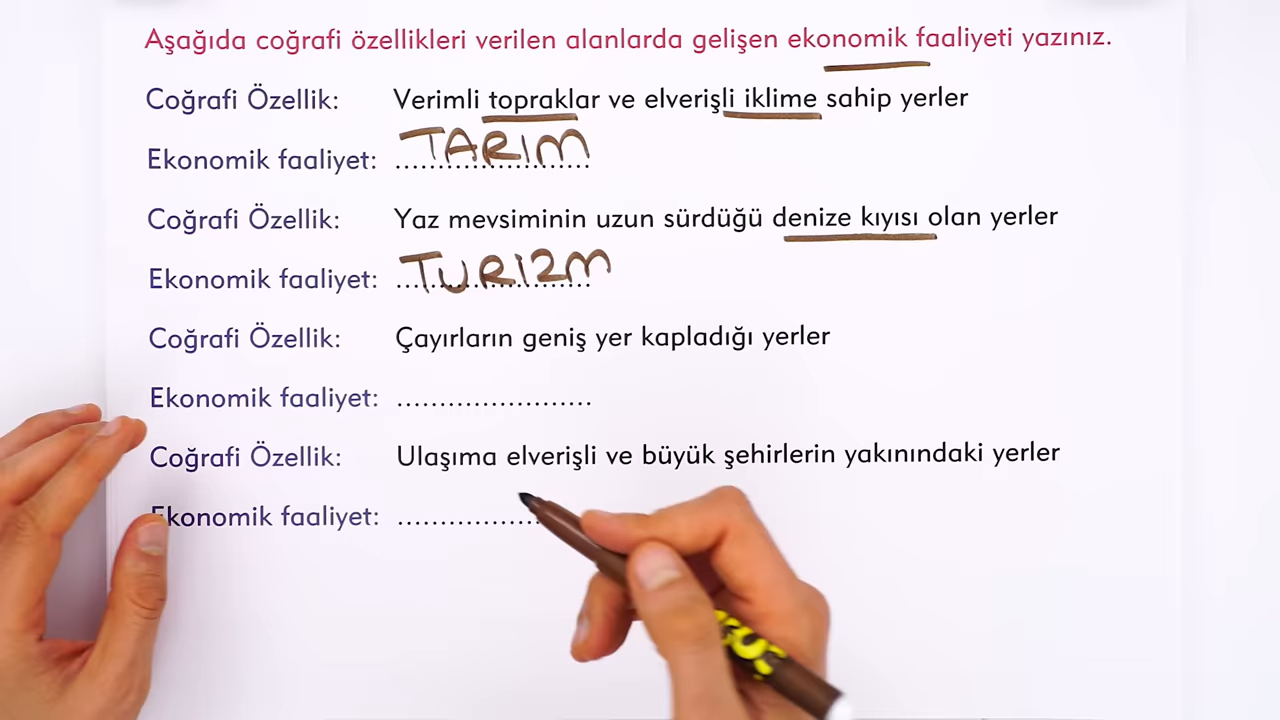 Aşağıda coğrafi özellikleri verilen alanlarda gelişen ekonomik faaliyeti yazınız.
Coğrafi Özellik: Verimli topraklar ve elverişli iklime sahip yerler
Ekonomik faaliyet: TARIM
Coğrafi Özellik: Yaz mevsiminin uzun sürdüğü denize kıyısı olan yerler
Ekonomik faaliyet: TURİZM
Coğrafi Özellik: Çayırların geniş yer kapladığı yerler
Ekonomik faaliyet: .......................
Coğrafi Özellik: Ulaşıma elverişli ve büyük şehirlerin yakınındaki yerler
Ekonomik faaliyet: .................